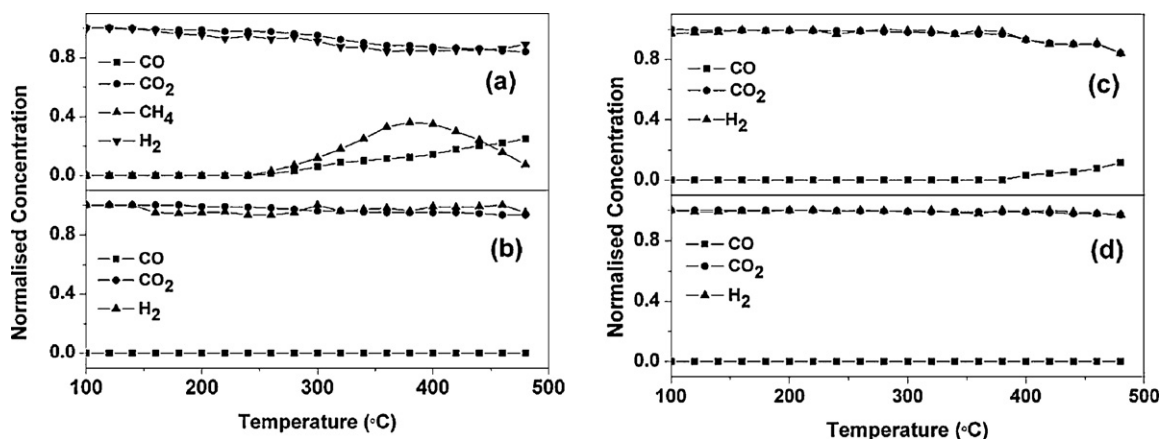 Normalised Concentration
0.8
0.4
0.0
CO
CO2
CH4
H2
(a)
0.8
0.4
0.0
CO
CO2
H2
(b)
100 200 300 400 500
Temperature (◦C)
Normalised Concentration
0.8
0.4
0.0
CO
CO2
H2
(c)
0.8
0.4
0.0
CO
CO2
H2
(d)
100 200 300 400 500
Temperature (◦C)